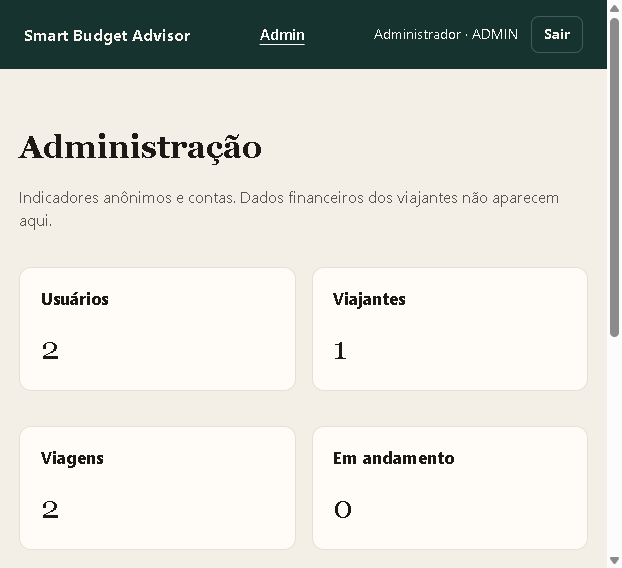 Smart Budget Advisor
Admin
Administrador · ADMIN
Sair
Administração
Indicadores anônimos e contas. Dados financeiros dos viajantes não aparecem
aqui.
Usuários
2
Viajantes
1
Viagens
2
Em andamento
0